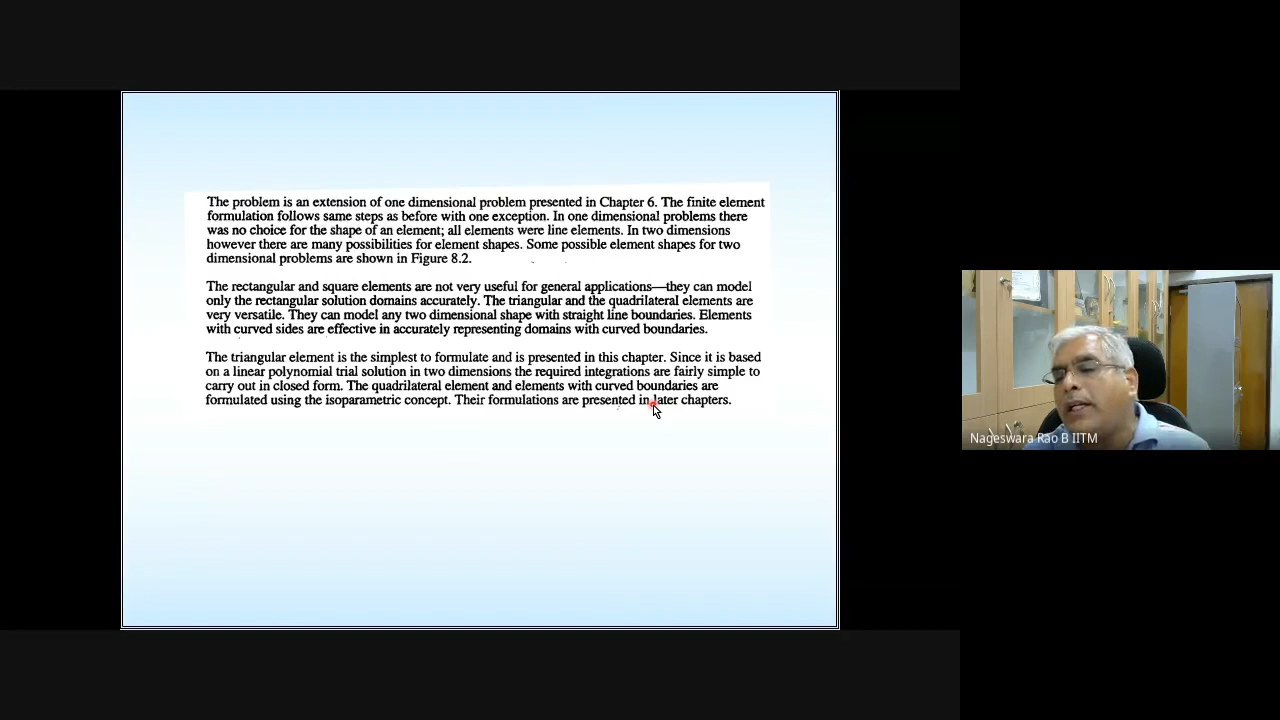 The problem is an extension of one dimensional problem presented in Chapter 6. The finite element
formulation follows same steps as before with one exception. In one dimensional problems there
was no choice for the shape of an element; all elements were line elements. In two dimensions
however there are many possibilities for element shapes. Some possible element shapes for two
dimensional problems are shown in Figure 8.2.
The rectangular and square elements are not very useful for general applications—they can model
only the rectangular solution domains accurately. The triangular and the quadrilateral elements are
very versatile. They can model any two dimensional shape with straight line boundaries. Elements
with curved sides are effective in accurately representing domains with curved boundaries.
The triangular element is the simplest to formulate and is presented in this chapter. Since it is based
on a linear polynomial trial solution in two dimensions the required integrations are fairly simple to
carry out in closed form. The quadrilateral element and elements with curved boundaries are
formulated using the isoparametric concept. Their formulations are presented in later chapters.
Nageswara Rao B IITM